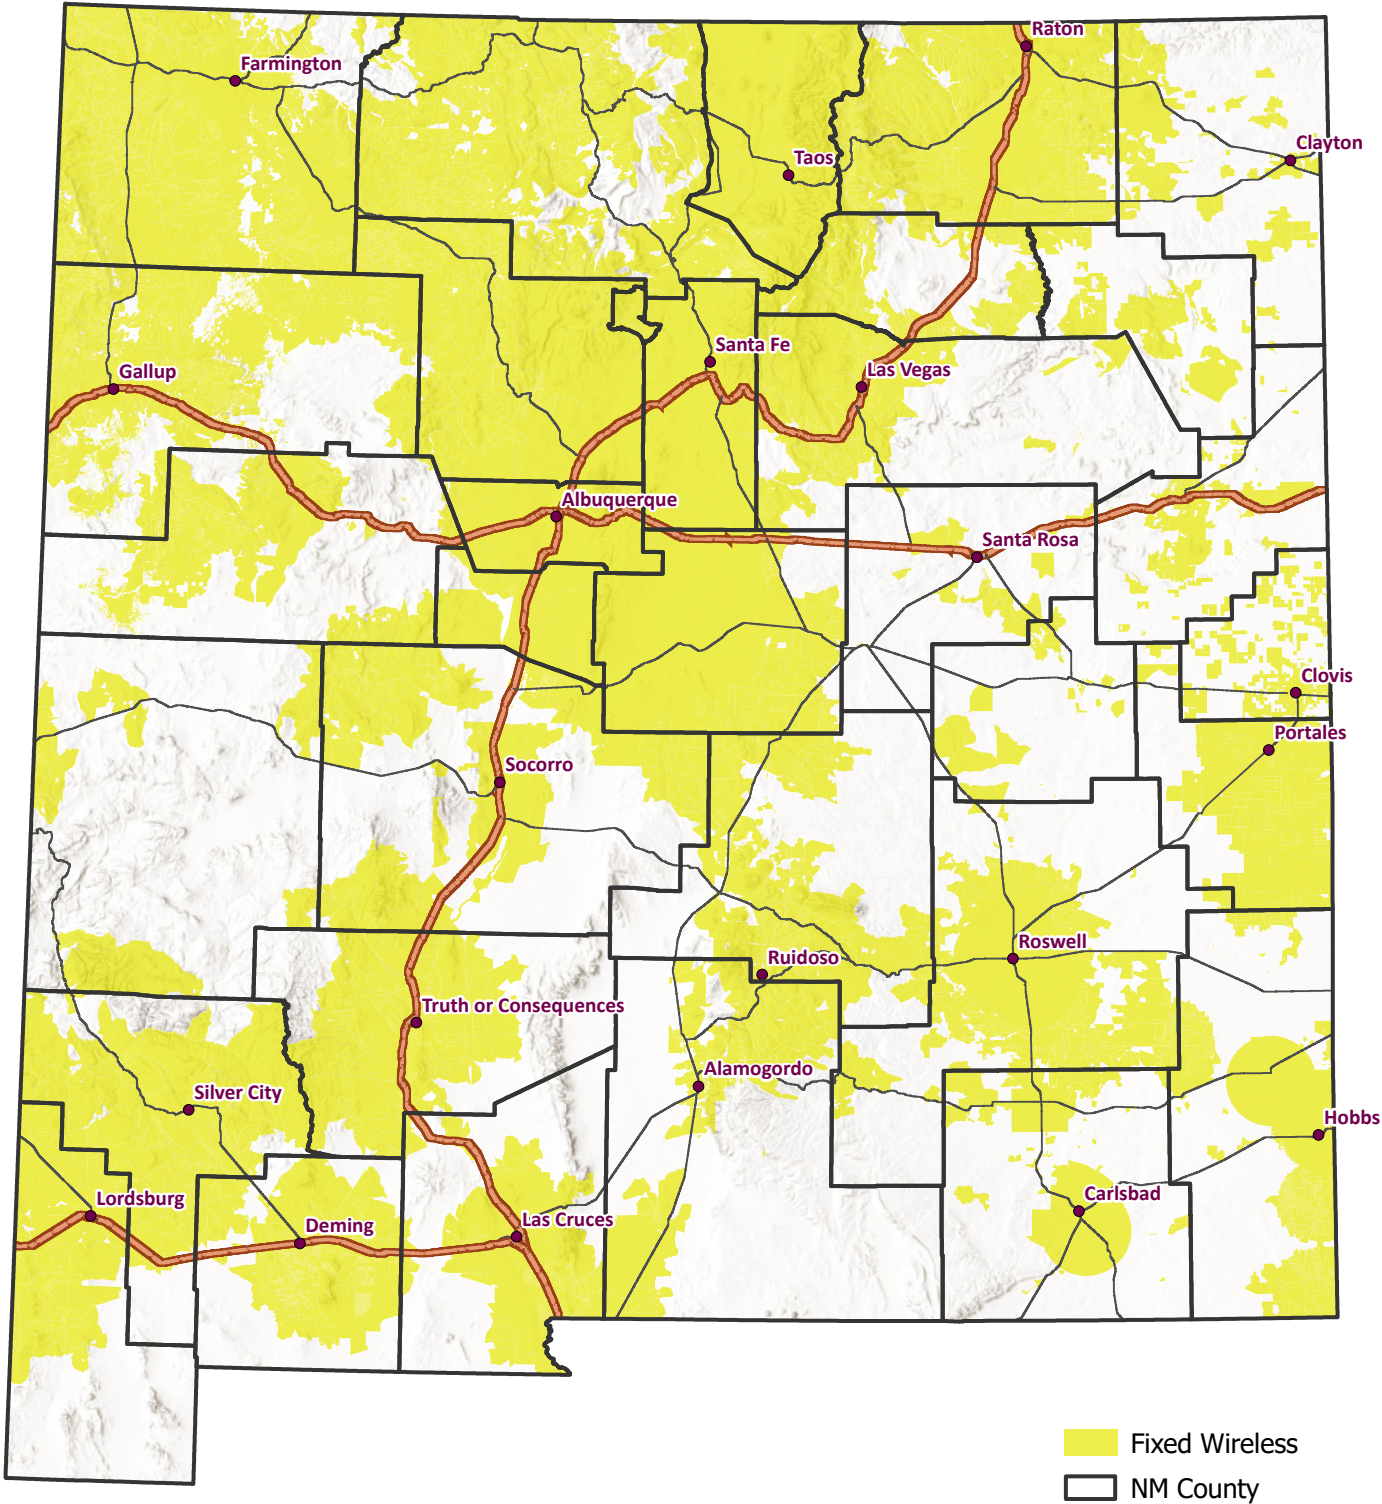 Raton
Farmington
Clayton
Taos
Santa Fe
Gallup
Las Vegas
Albuquerque
Santa Rosa
Clovis
Portales
Socorro
Roswell
Ruidoso
Truth or Consequences
Alamogordo
Silver City
Hobbs
Carlsbad
Lordsburg
Las Cruces
Deming
Fixed Wireless
NM County